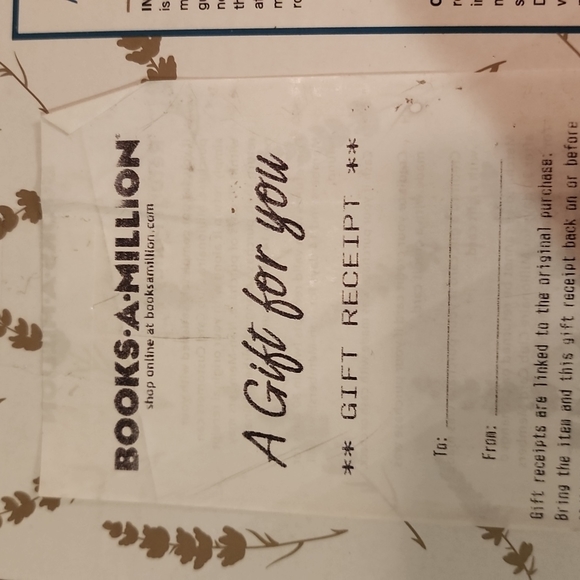 BOOKS·A·MILLION
shop online at booksamillion.com
A Gift for you
** GIFT RECEIPT **
To:
From:
Gift receipts are linked to the original purchase.
Bring the item and this gift receipt back on or before